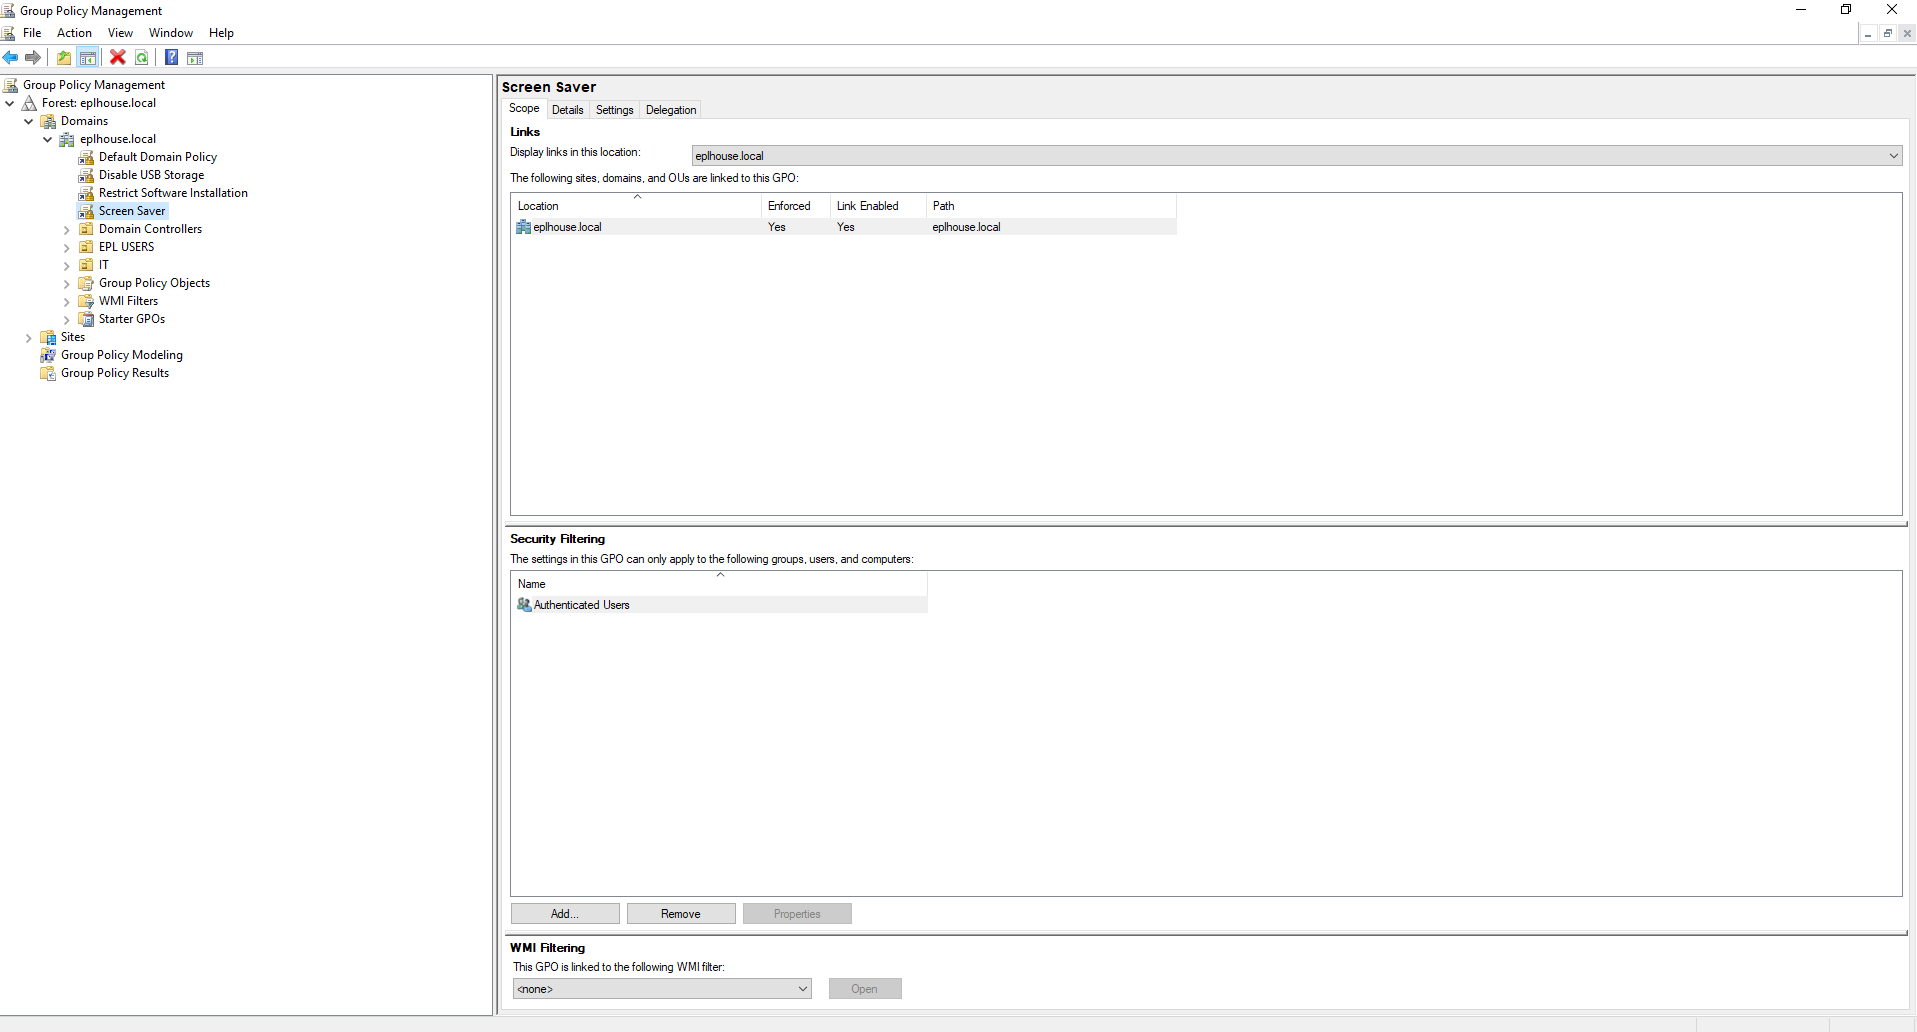 Group Policy Management
File Action View Window Help
Group Policy Management
Forest: eplhouse.local
Domains
eplhouse.local
Default Domain Policy
Disable USB Storage
Restrict Software Installation
Screen Saver
Domain Controllers
EPL USERS
IT
Group Policy Objects
WMI Filters
Starter GPOs
Sites
Group Policy Modeling
Group Policy Results
Screen Saver
Scope Details Settings Delegation
Links
Display links in this location: eplhouse.local
The following sites, domains, and OUs are linked to this GPO:
Location Enforced Link Enabled Path
eplhouse.local Yes Yes eplhouse.local
Security Filtering
The settings in this GPO can only apply to the following groups, users, and computers:
Name
Authenticated Users
Add... Remove Properties
WMI Filtering
This GPO is linked to the following WMI filter:
<none> Open